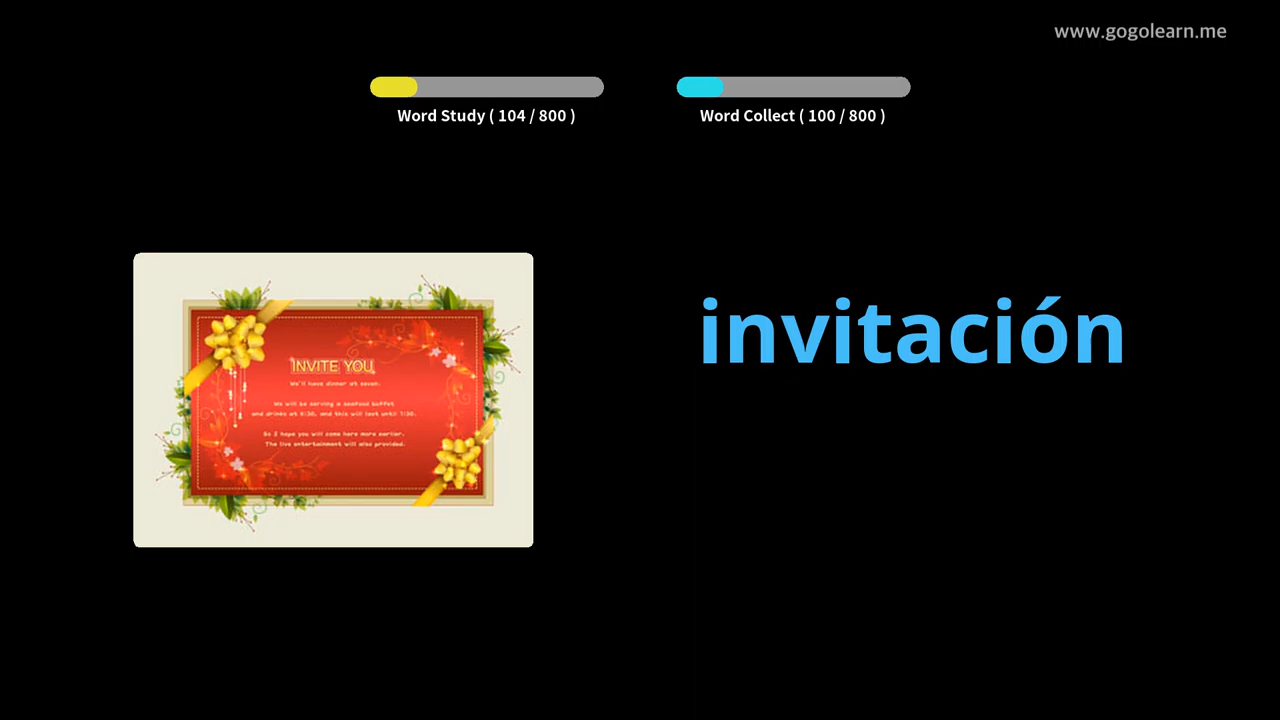 www.gogolearn.me
Word Study ( 104 / 800 )
Word Collect ( 100 / 800 )
INVITE YOU
We'll have dinner at seven.
We will be serving a seafood buffet
and drinks at 6:30, and this will last until 7:30.
So I hope you will come here more earlier.
The live entertainment will also provided.
invitación